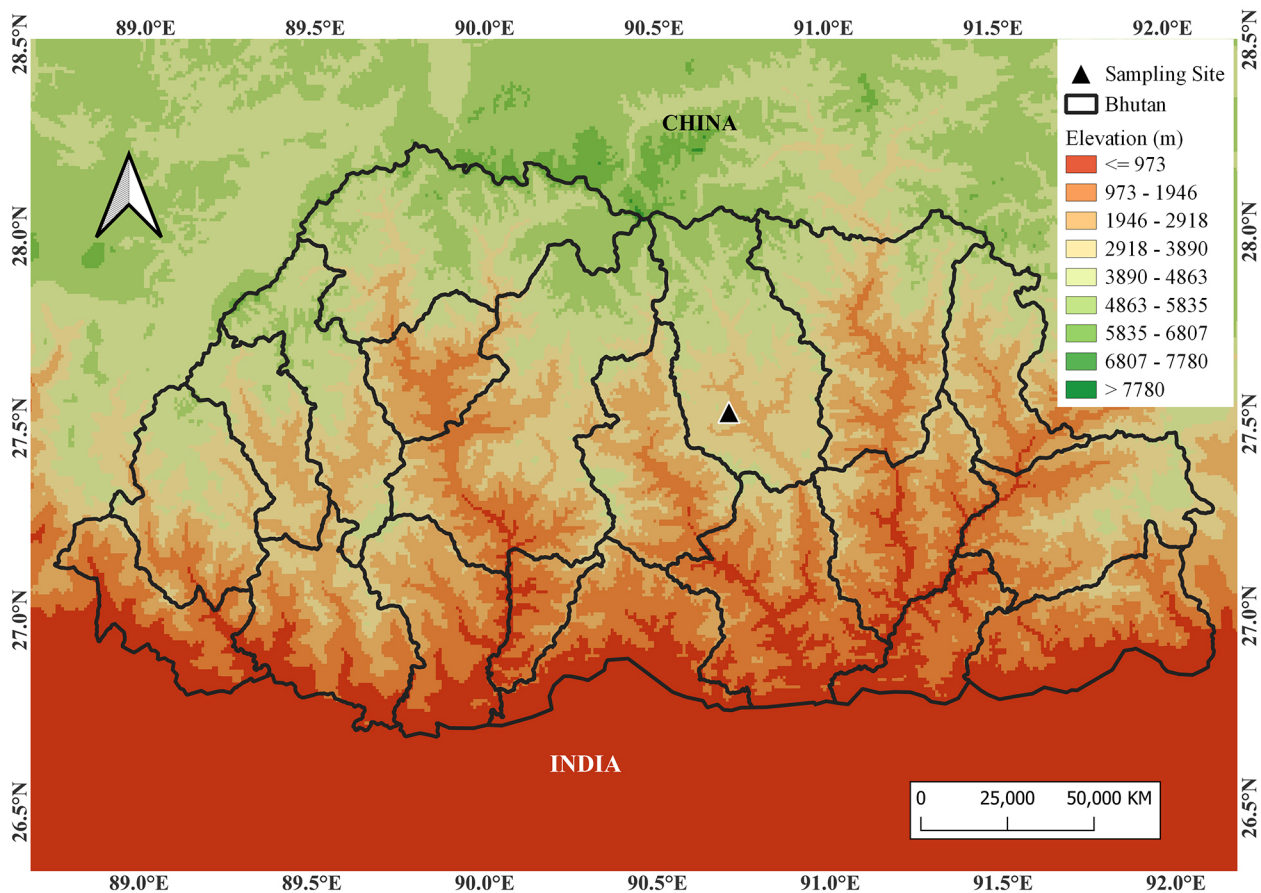 89.0°E 89.5°E 90.0°E 90.5°E 91.0°E 91.5°E 92.0°E
28.5°N
28.5°N
Sampling Site
Bhutan
Elevation (m)
<= 973
973 - 1946
1946 - 2918
2918 - 3890
3890 - 4863
4863 - 5835
5835 - 6807
6807 - 7780
> 7780
CHINA
28.0°N
28.0°N
27.5°N
27.5°N
27.0°N
27.0°N
INDIA
26.5°N
26.5°N
0 25,000 50,000 KM
89.0°E 89.5°E 90.0°E 90.5°E 91.0°E 91.5°E 92.0°E